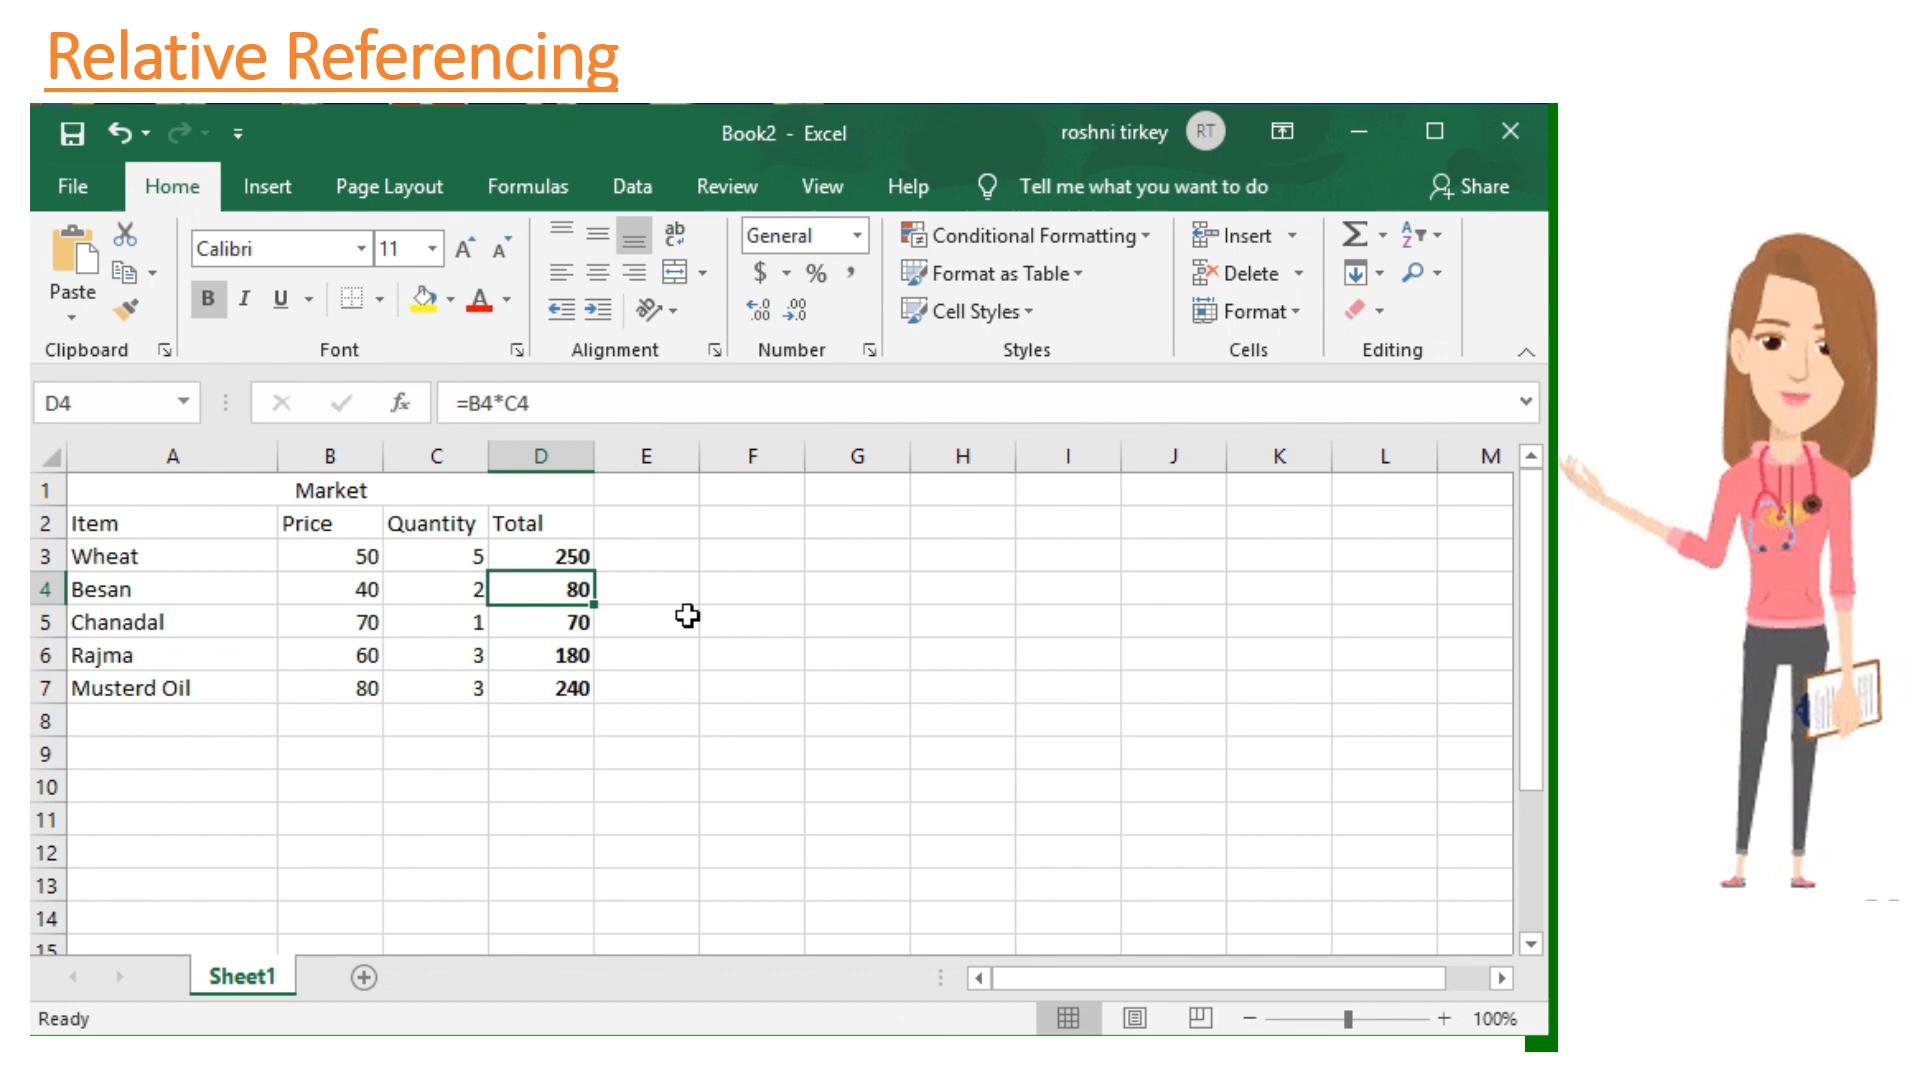 Relative Referencing
Book2 - Excel
roshni tirkey RT
File Home Insert Page Layout Formulas Data Review View Help Tell me what you want to do Share
Paste
Clipboard
Calibri 11
B I U
Font
ab
Alignment
General
$ % ,
Number
Conditional Formatting
Format as Table
Cell Styles
Styles
Insert
Delete
Format
Cells
Editing
D4 fx =B4*C4
A B C D E F G H I J K L M
1 Market
2 Item Price Quantity Total
3 Wheat 50 5 250
4 Besan 40 2 80
5 Chanadal 70 1 70
6 Rajma 60 3 180
7 Musterd Oil 80 3 240
8
9
10
11
12
13
14
15
Sheet1
Ready 100%